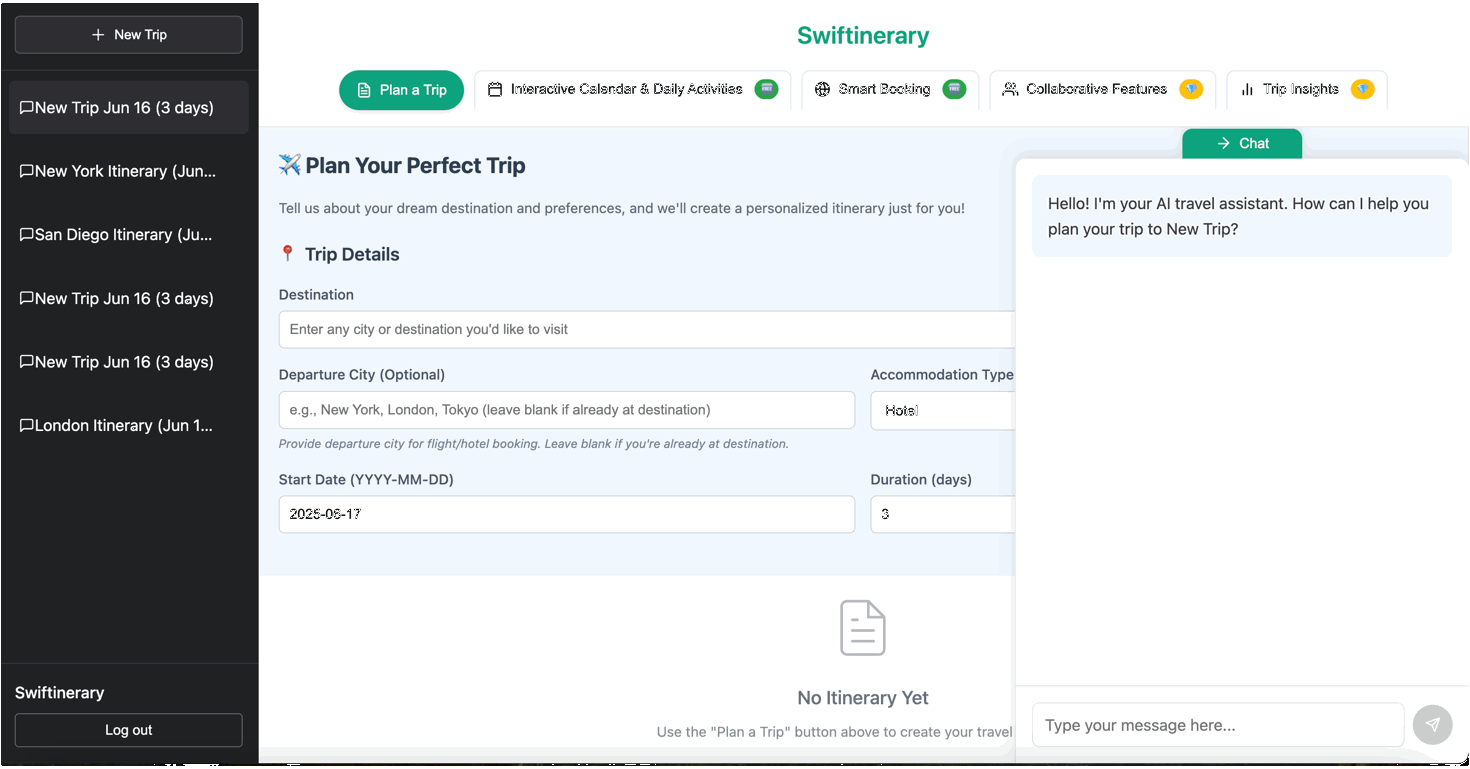 New Trip
New Trip Jun 16 (3 days)
New York Itinerary (Jun...
San Diego Itinerary (Ju...
New Trip Jun 16 (3 days)
New Trip Jun 16 (3 days)
London Itinerary (Jun 1...
Swiftinerary
Log out
Swiftinerary
Plan a Trip
Interactive Calendar & Daily Activities FREE
Smart Booking FREE
Collaborative Features
Trip Insights
Plan Your Perfect Trip
Tell us about your dream destination and preferences, and we'll create a personalized itinerary just for you!
Trip Details
Destination
Enter any city or destination you'd like to visit
Departure City (Optional)
e.g., New York, London, Tokyo (leave blank if already at destination)
Provide departure city for flight/hotel booking. Leave blank if you're already at destination.
Accommodation Type
Hotel
Start Date (YYYY-MM-DD)
2025-06-17
Duration (days)
3
No Itinerary Yet
Use the "Plan a Trip" button above to create your travel
Chat
Hello! I'm your AI travel assistant. How can I help you
plan your trip to New Trip?
Type your message here...